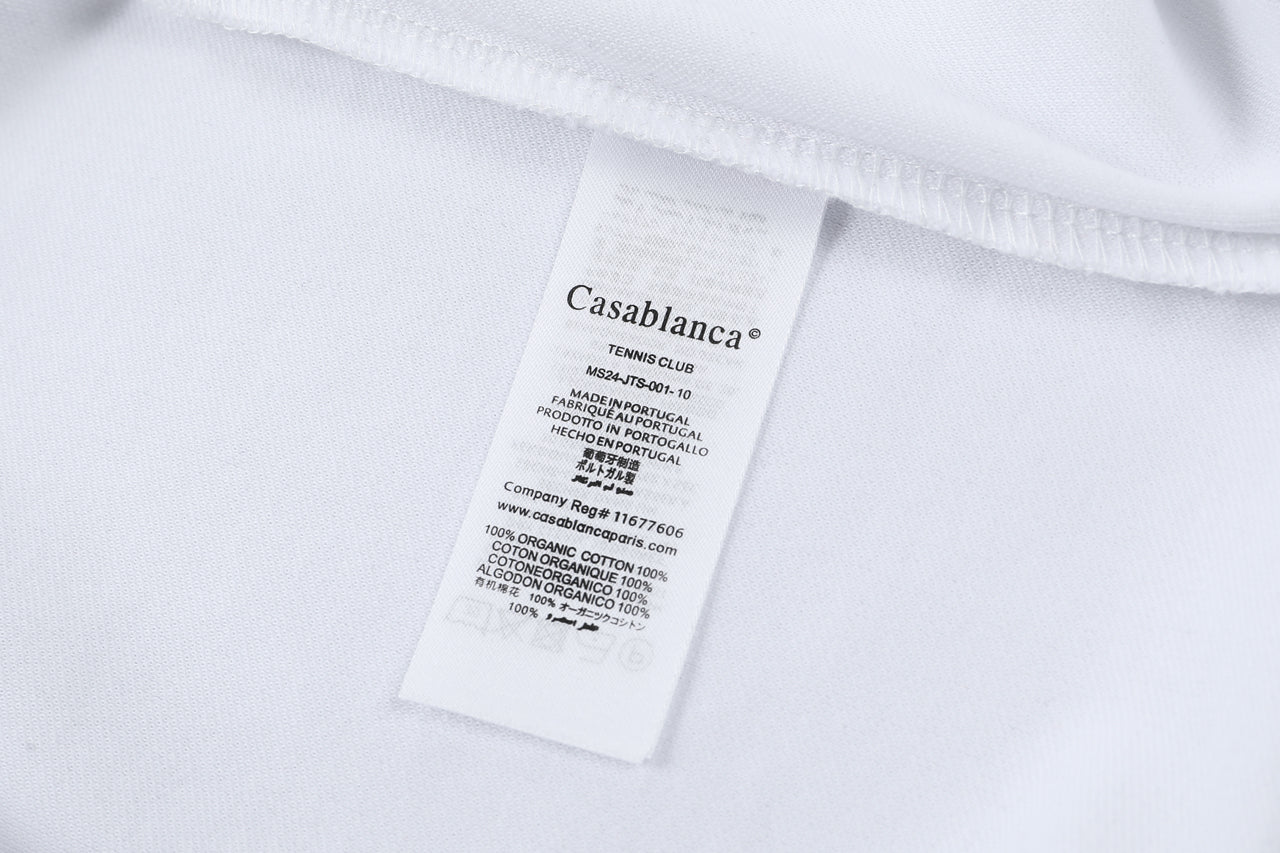 Casablanca©
TENNIS CLUB
MS24-JTS-001- 10
MADE IN PORTUGAL
FABRIQUÉ AU PORTUGAL
PRODOTTO IN PORTOGALLO
HECHO EN PORTUGAL
葡萄牙制造
ポルトガル製
Company Reg# 11677606
www.casablancaparis.com
100% ORGANIC COTTON 100%
COTON ORGANIQUE 100%
COTONEORGANICO 100%
ALGODON ORGANICO 100%
有机棉花 100% オーガニックコットン
100%